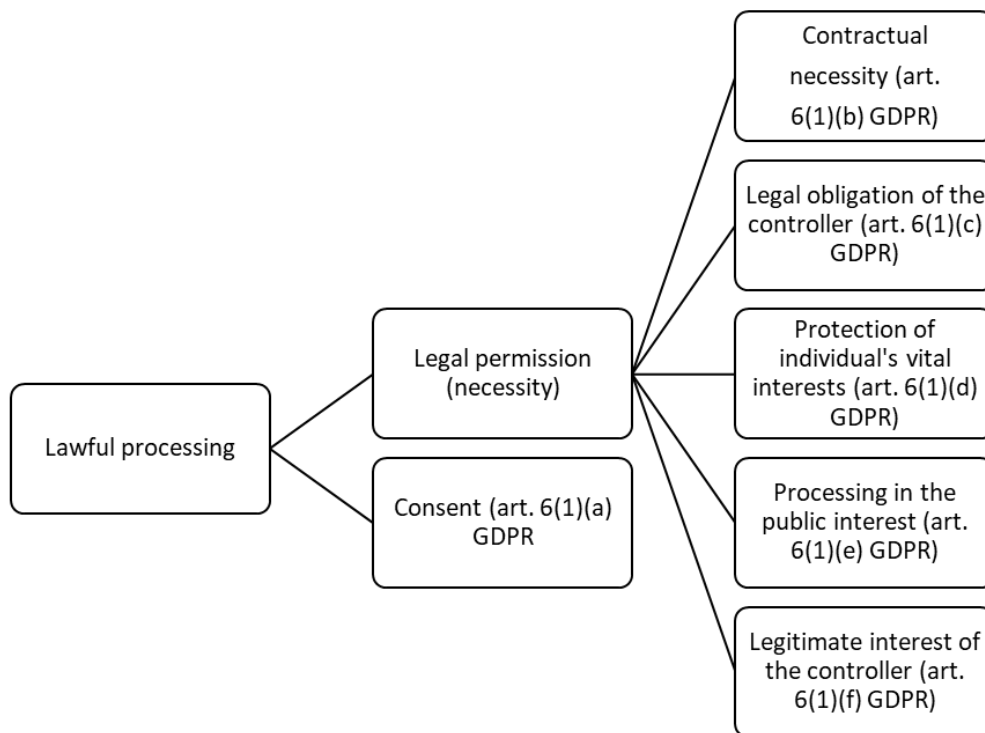 Lawful processing
Legal permission
(necessity)
Consent (art. 6(1)(a)
GDPR
Contractual
necessity (art.
6(1)(b) GDPR)
Legal obligation of the
controller (art. 6(1)(c)
GDPR)
Protection of
individual's vital
interests (art. 6(1)(d)
GDPR)
Processing in the
public interest (art.
6(1)(e) GDPR)
Legitimate interest of
the controller (art.
6(1)(f) GDPR)